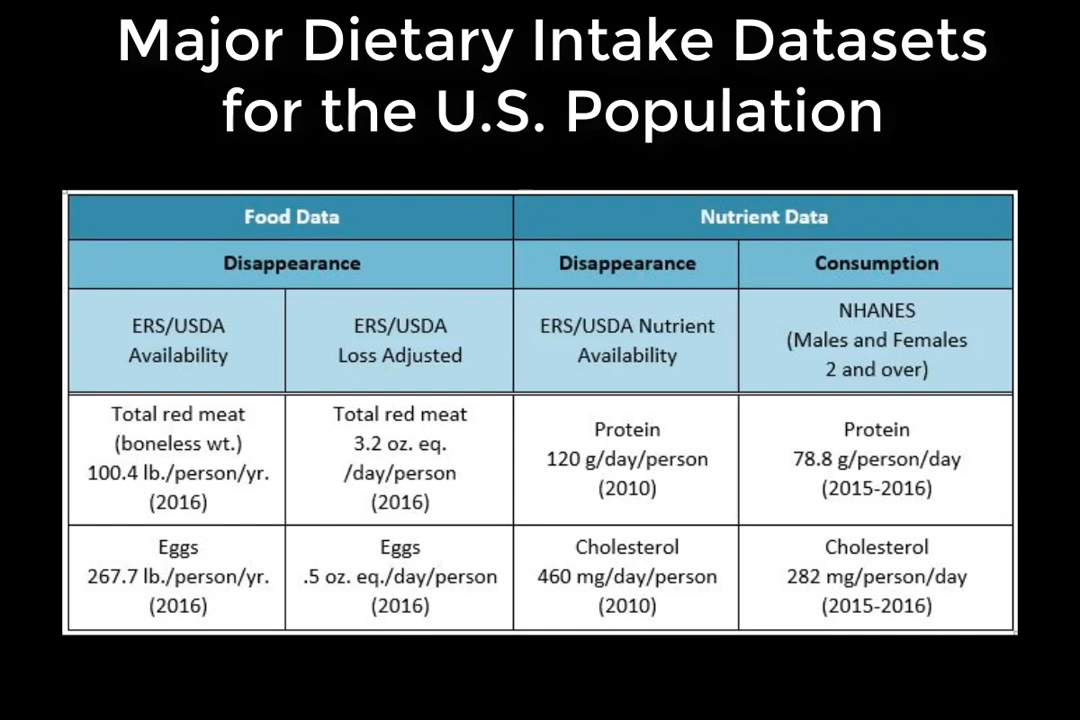 Major Dietary Intake Datasets
for the U.S. Population
Food Data
Nutrient Data
Disappearance
Disappearance
Consumption
ERS/USDA
Availability
ERS/USDA
Loss Adjusted
ERS/USDA Nutrient
Availability
NHANES
(Males and Females
2 and over)
Total red meat
(boneless wt.)
100.4 lb./person/yr.
(2016)
Total red meat
3.2 oz. eq.
/day/person
(2016)
Protein
120 g/day/person
(2010)
Protein
78.8 g/person/day
(2015-2016)
Eggs
267.7 lb./person/yr.
(2016)
Eggs
.5 oz. eq./day/person
(2016)
Cholesterol
460 mg/day/person
(2010)
Cholesterol
282 mg/person/day
(2015-2016)